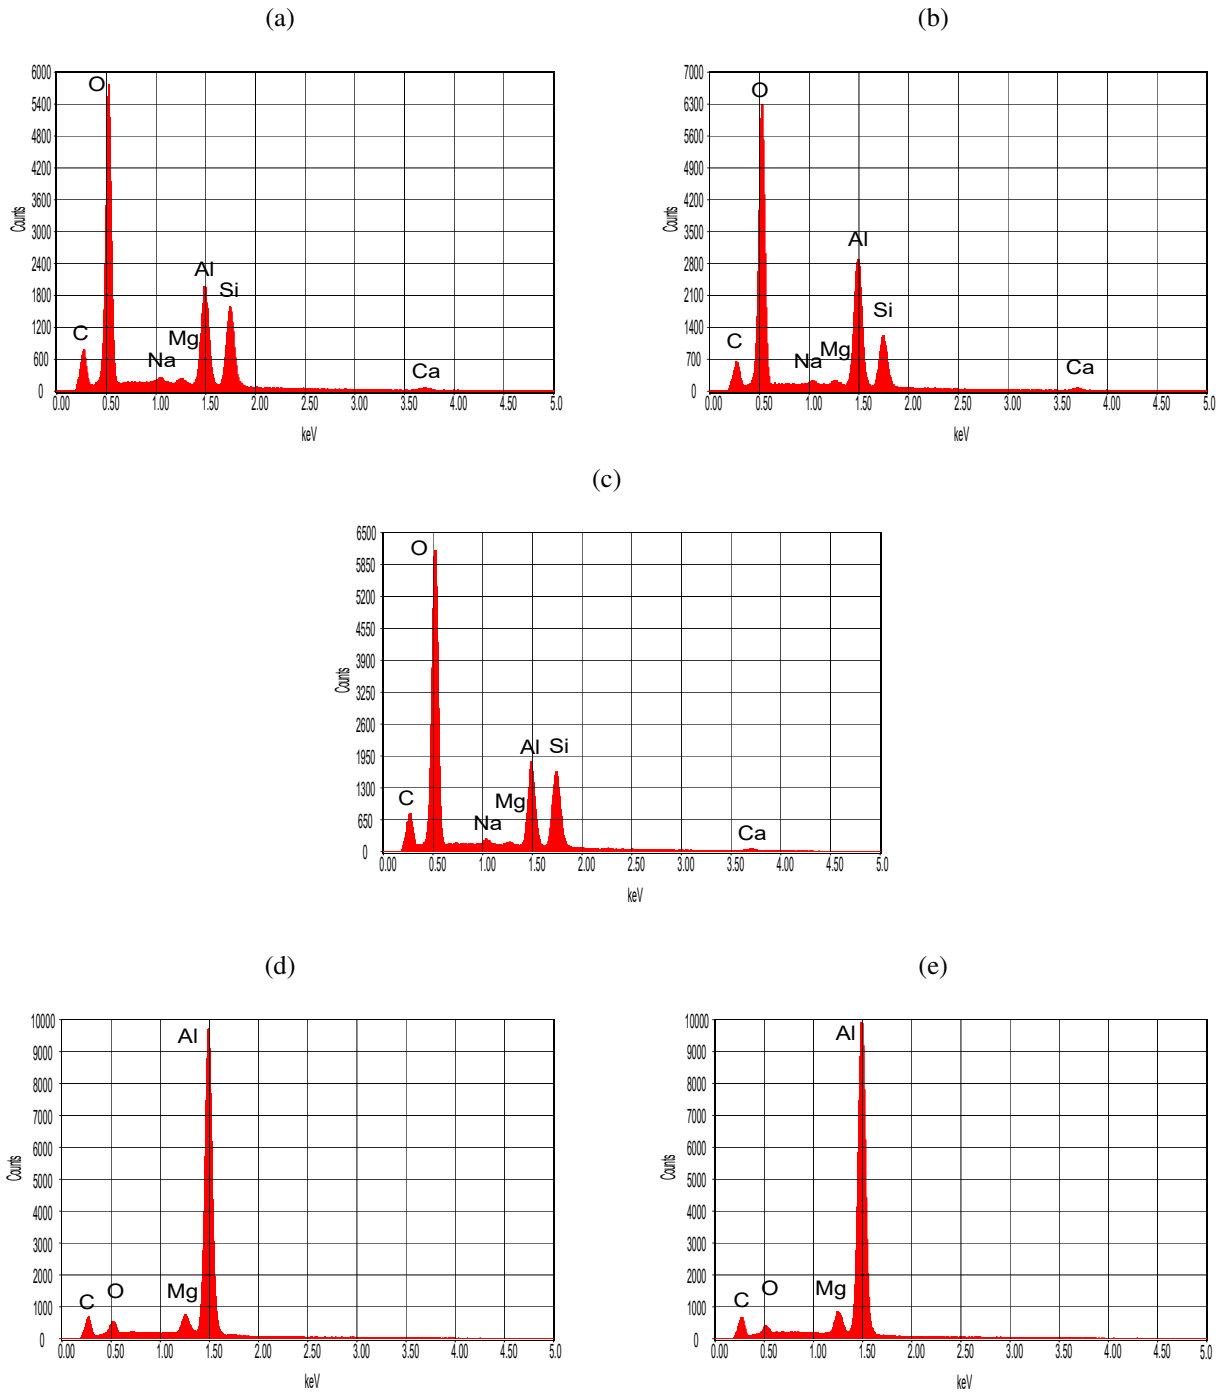 (a)
6000
5400
4800
4200
3600
3000
2400
1800
1200
600
0
Counts
O
C
Na
Mg
Al
Si
Ca
0.00 0.50 1.00 1.50 2.00 2.50 3.00 3.50 4.00 4.50 5.0
keV
(b)
7000
6300
5600
4900
4200
3500
2800
2100
1400
700
0
Counts
O
C
Na
Mg
Al
Si
Ca
0.00 0.50 1.00 1.50 2.00 2.50 3.00 3.50 4.00 4.50 5.0
keV
(c)
6500
5850
5200
4550
3900
3250
2600
1950
1300
650
0
Counts
O
C
Na
Mg
Al
Si
Ca
0.00 0.50 1.00 1.50 2.00 2.50 3.00 3.50 4.00 4.50 5.0
keV
(d)
10000
9000
8000
7000
6000
5000
4000
3000
2000
1000
0
Counts
Al
C
O
Mg
0.00 0.50 1.00 1.50 2.00 2.50 3.00 3.50 4.00 4.50 5.0
keV
(e)
10000
9000
8000
7000
6000
5000
4000
3000
2000
1000
0
Counts
Al
C
O
Mg
0.00 0.50 1.00 1.50 2.00 2.50 3.00 3.50 4.00 4.50 5.0
keV